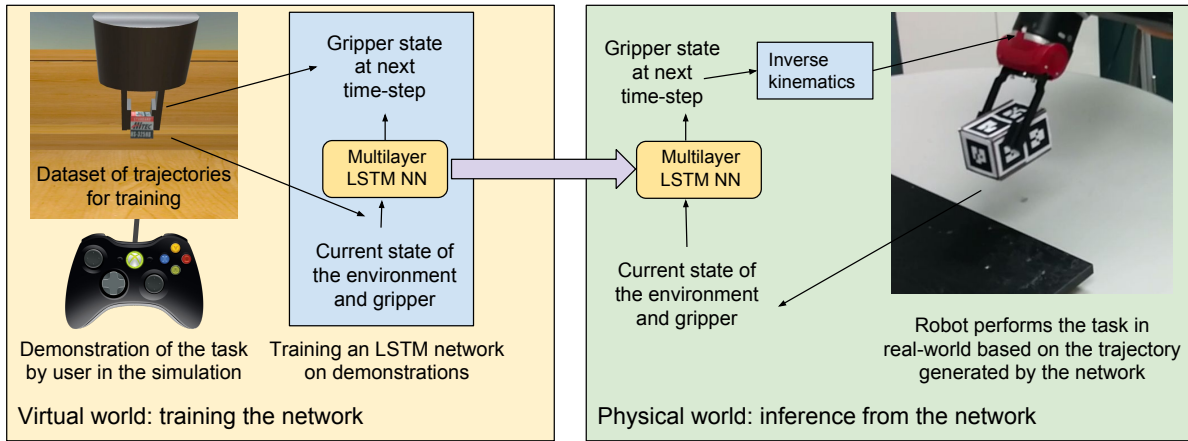 Dataset of trajectories
for training
Demonstration of the task
by user in the simulation
Gripper state
at next
time-step
Multilayer
LSTM NN
Current state of
the environment
and gripper
Training an LSTM network
on demonstrations
Virtual world: training the network
Gripper state
at next
time-step
Inverse
kinematics
Multilayer
LSTM NN
Current state of
the environment
and gripper
Robot performs the task in
real-world based on the trajectory
generated by the network
Physical world: inference from the network